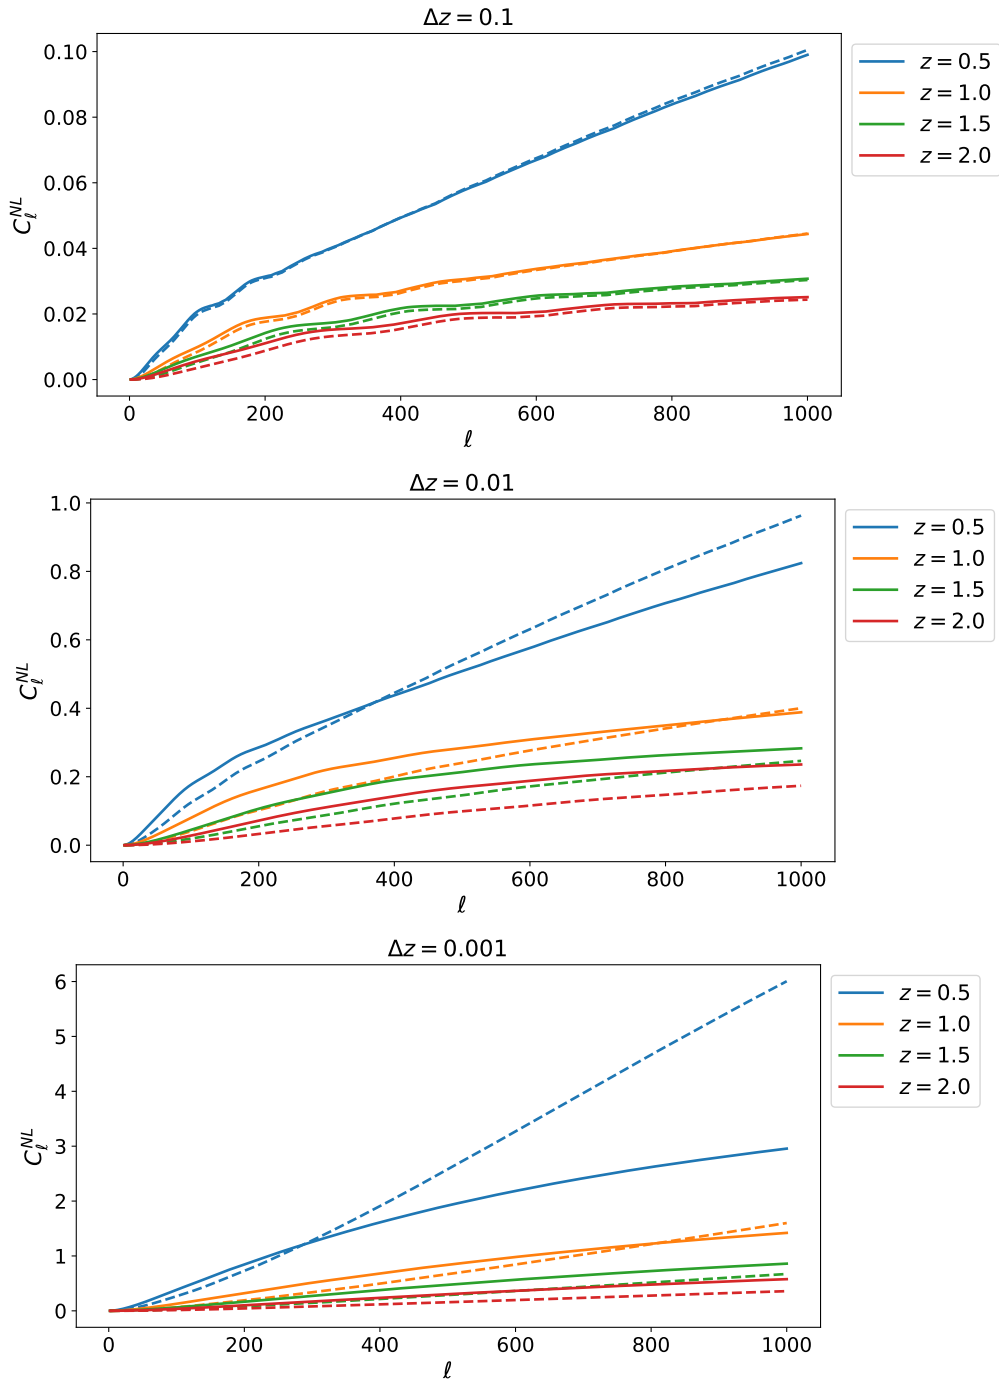 Δz = 0.1
C_ℓ^{NL}
0.10
0.08
0.06
0.04
0.02
0.00
0 200 400 600 800 1000
ℓ
z = 0.5
z = 1.0
z = 1.5
z = 2.0
Δz = 0.01
C_ℓ^{NL}
1.0
0.8
0.6
0.4
0.2
0.0
0 200 400 600 800 1000
ℓ
z = 0.5
z = 1.0
z = 1.5
z = 2.0
Δz = 0.001
C_ℓ^{NL}
6
5
4
3
2
1
0
0 200 400 600 800 1000
ℓ
z = 0.5
z = 1.0
z = 1.5
z = 2.0